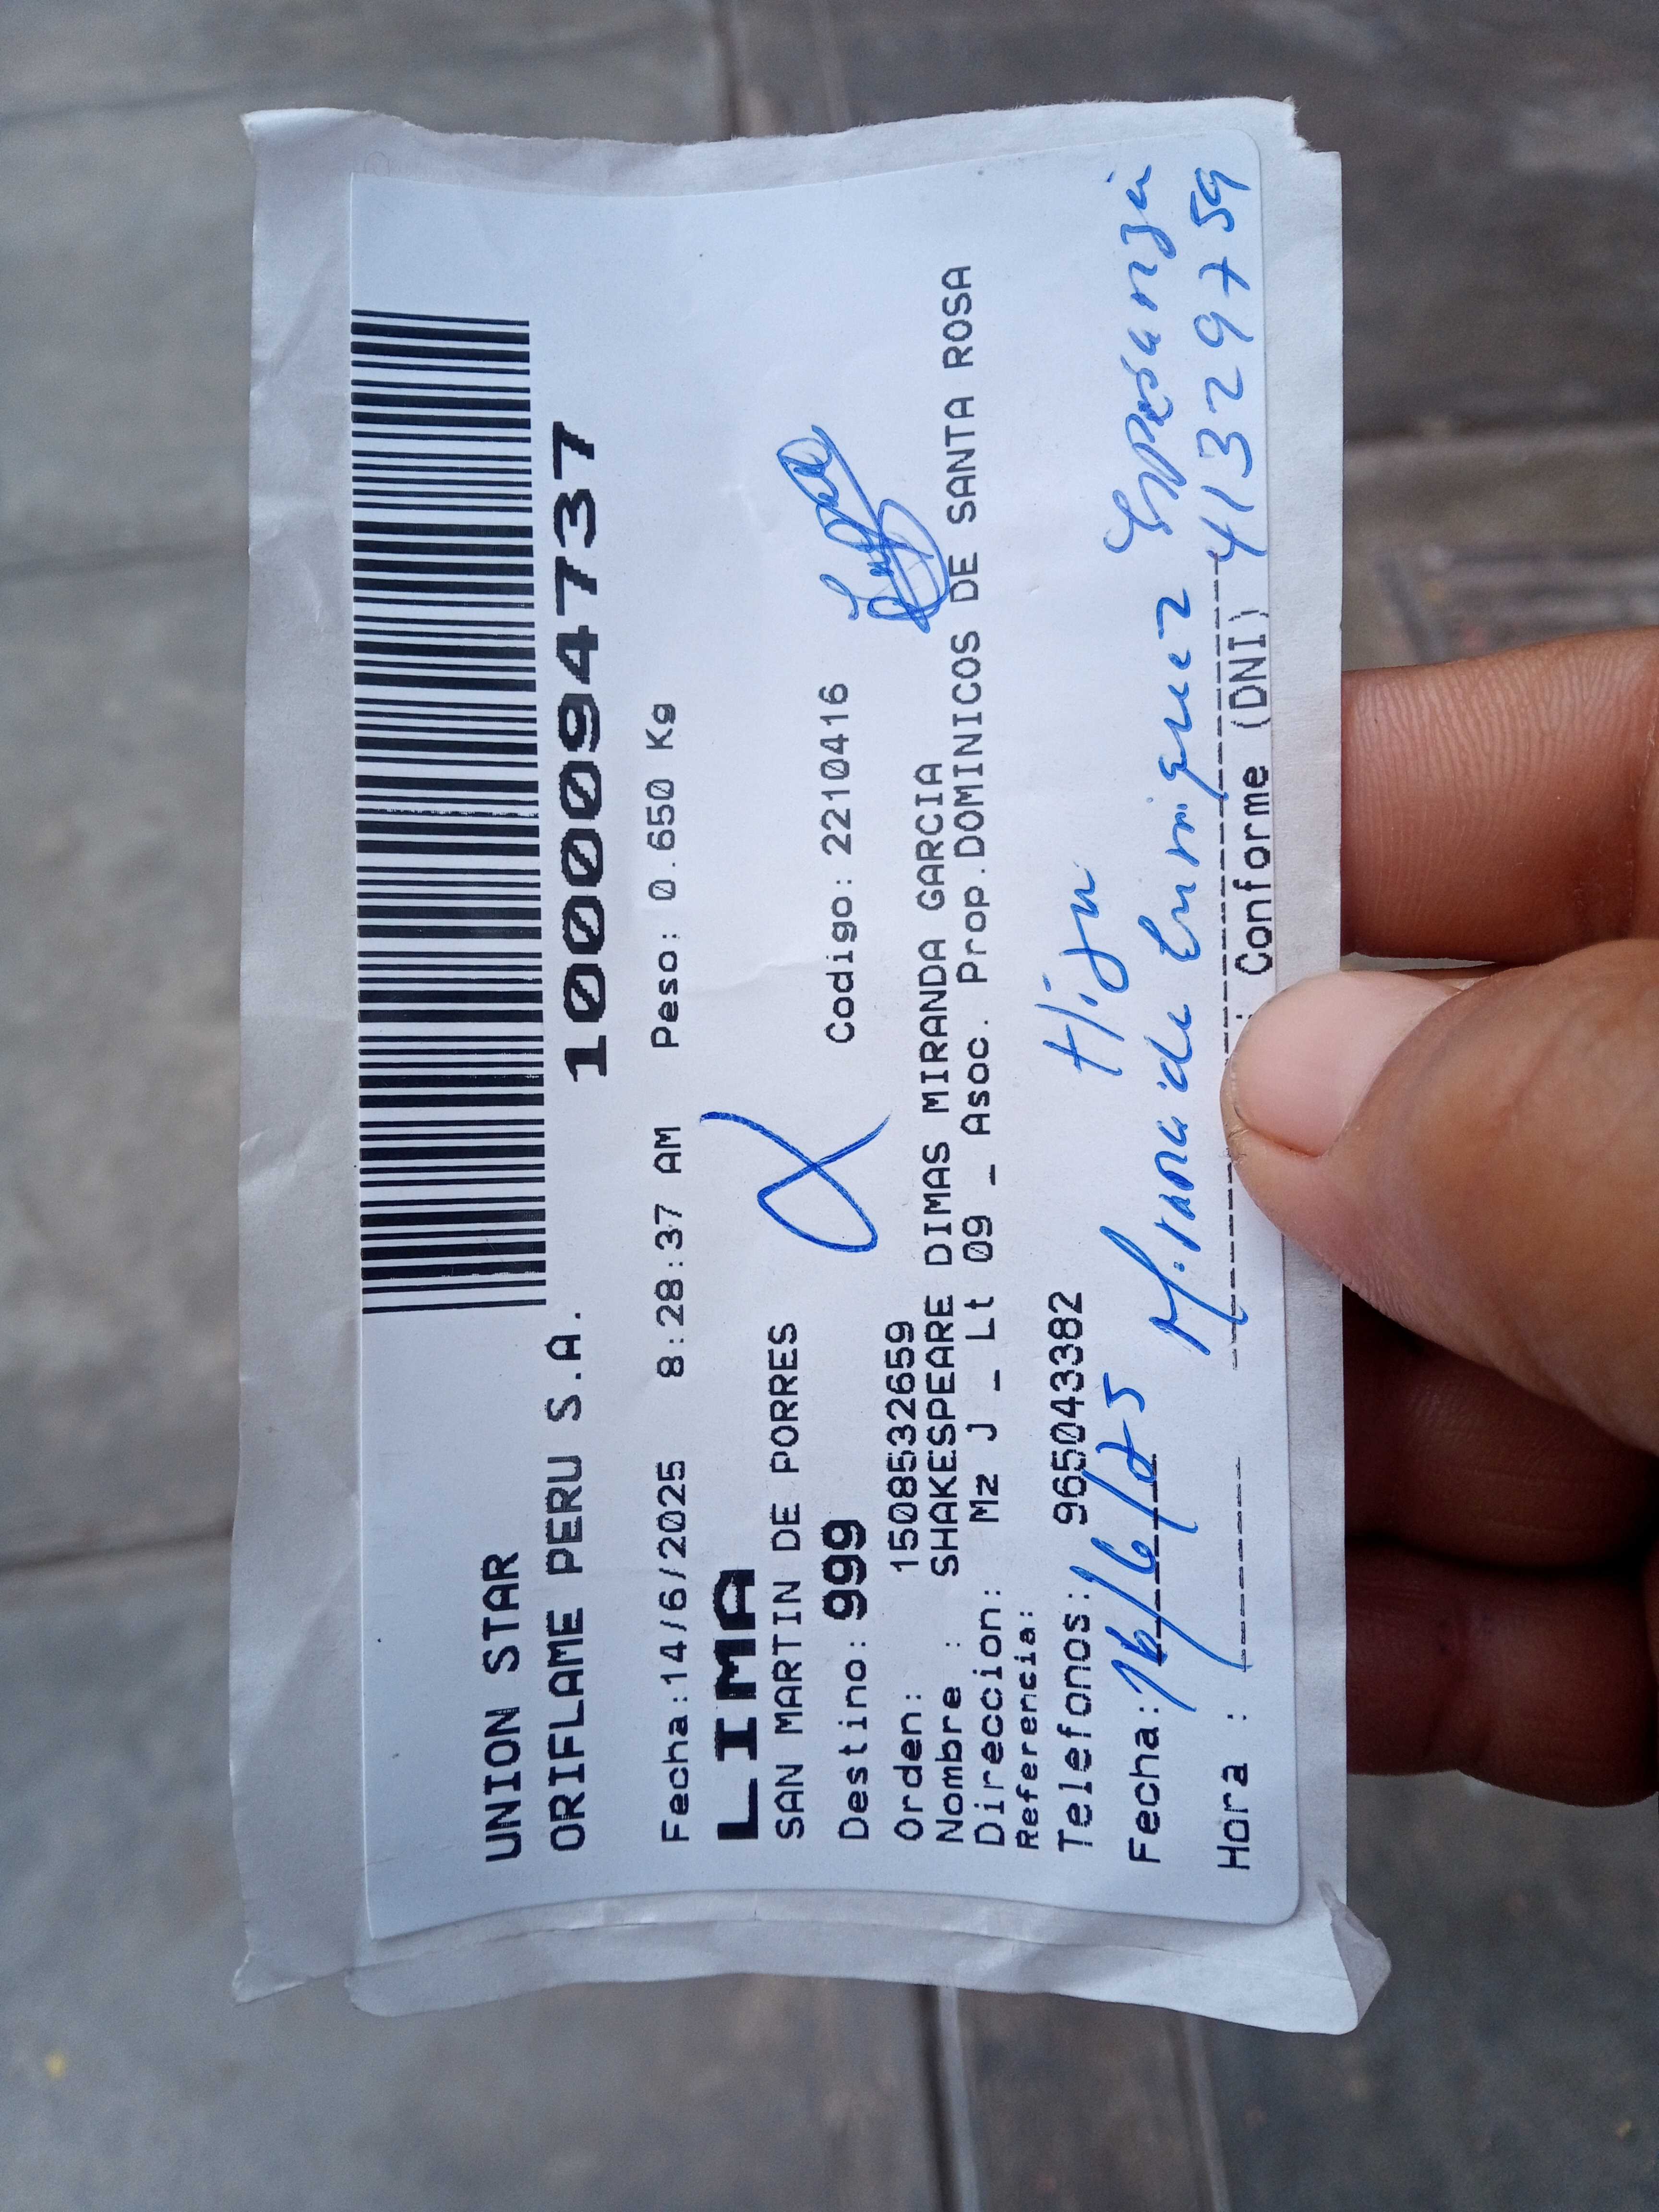 UNION STAR
ORIFLAME PERU S.A.
1000094737
Fecha:14/6/2025 8:28:37 AM Peso: 0.650 Kg
LIMA
SAN MARTIN DE PORRES
Destino: 999 Codigo: 2210416
Orden: 1508532659
Nombre : SHAKESPEARE DIMAS MIRANDA GARCIA
Direccion: Mz J _ Lt 09 _ Asoc. Prop.DOMINICOS DE SANTA ROSA
Referencia:
Telefonos: 965043382
Hija
Fecha: 16/6/25 Miranda Enriquez Esperanza
Hora : Conforme (DNI) 41329759